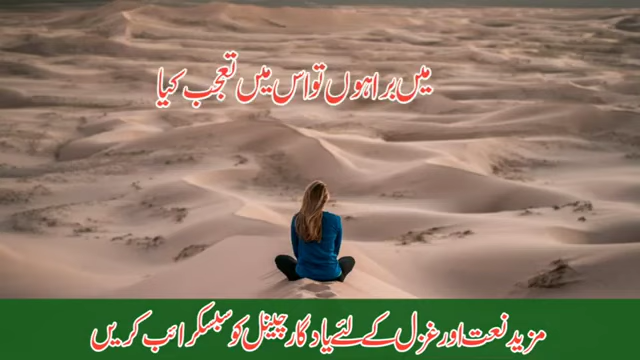 میں برا ہوں تو اس میں تعجب کیا
مزید نعت اور غزل کے لئے یادگار چینل کو سبسکرائب کریں